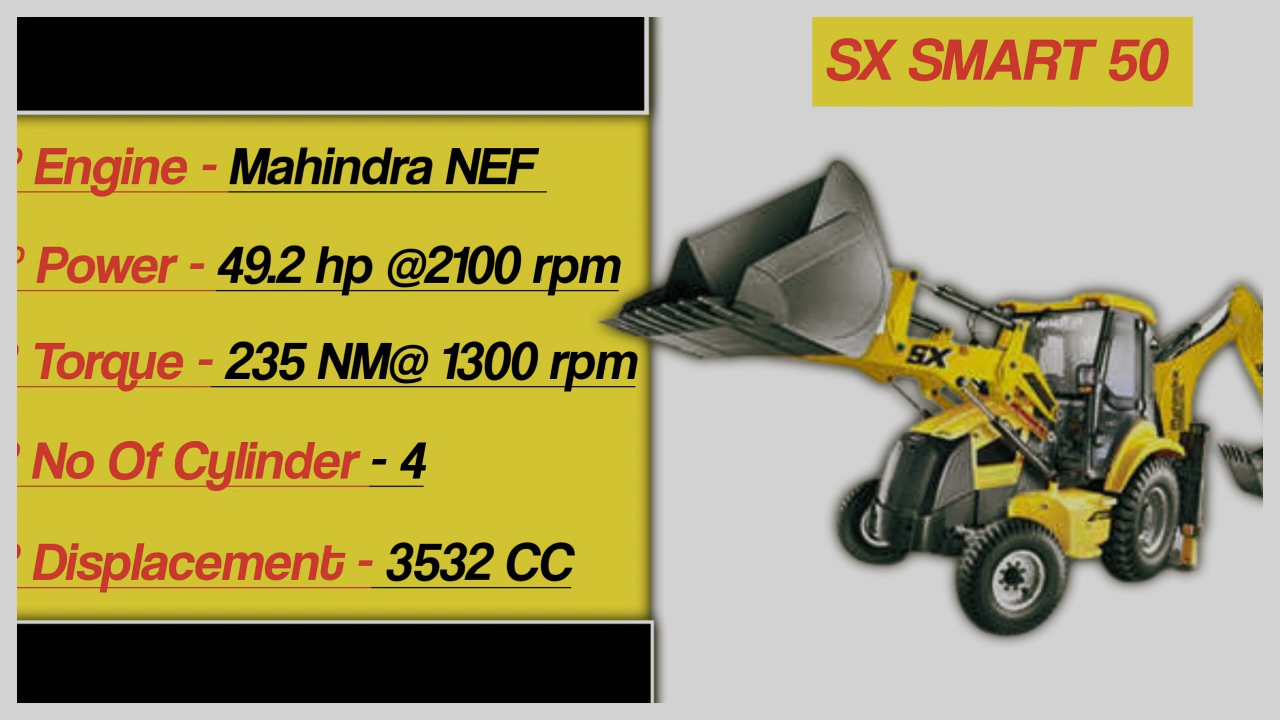 SX SMART 50
° Engine - Mahindra NEF
° Power - 49.2 hp @2100 rpm
° Torque - 235 NM@ 1300 rpm
° No Of Cylinder - 4
° Displacement - 3532 CC
SX